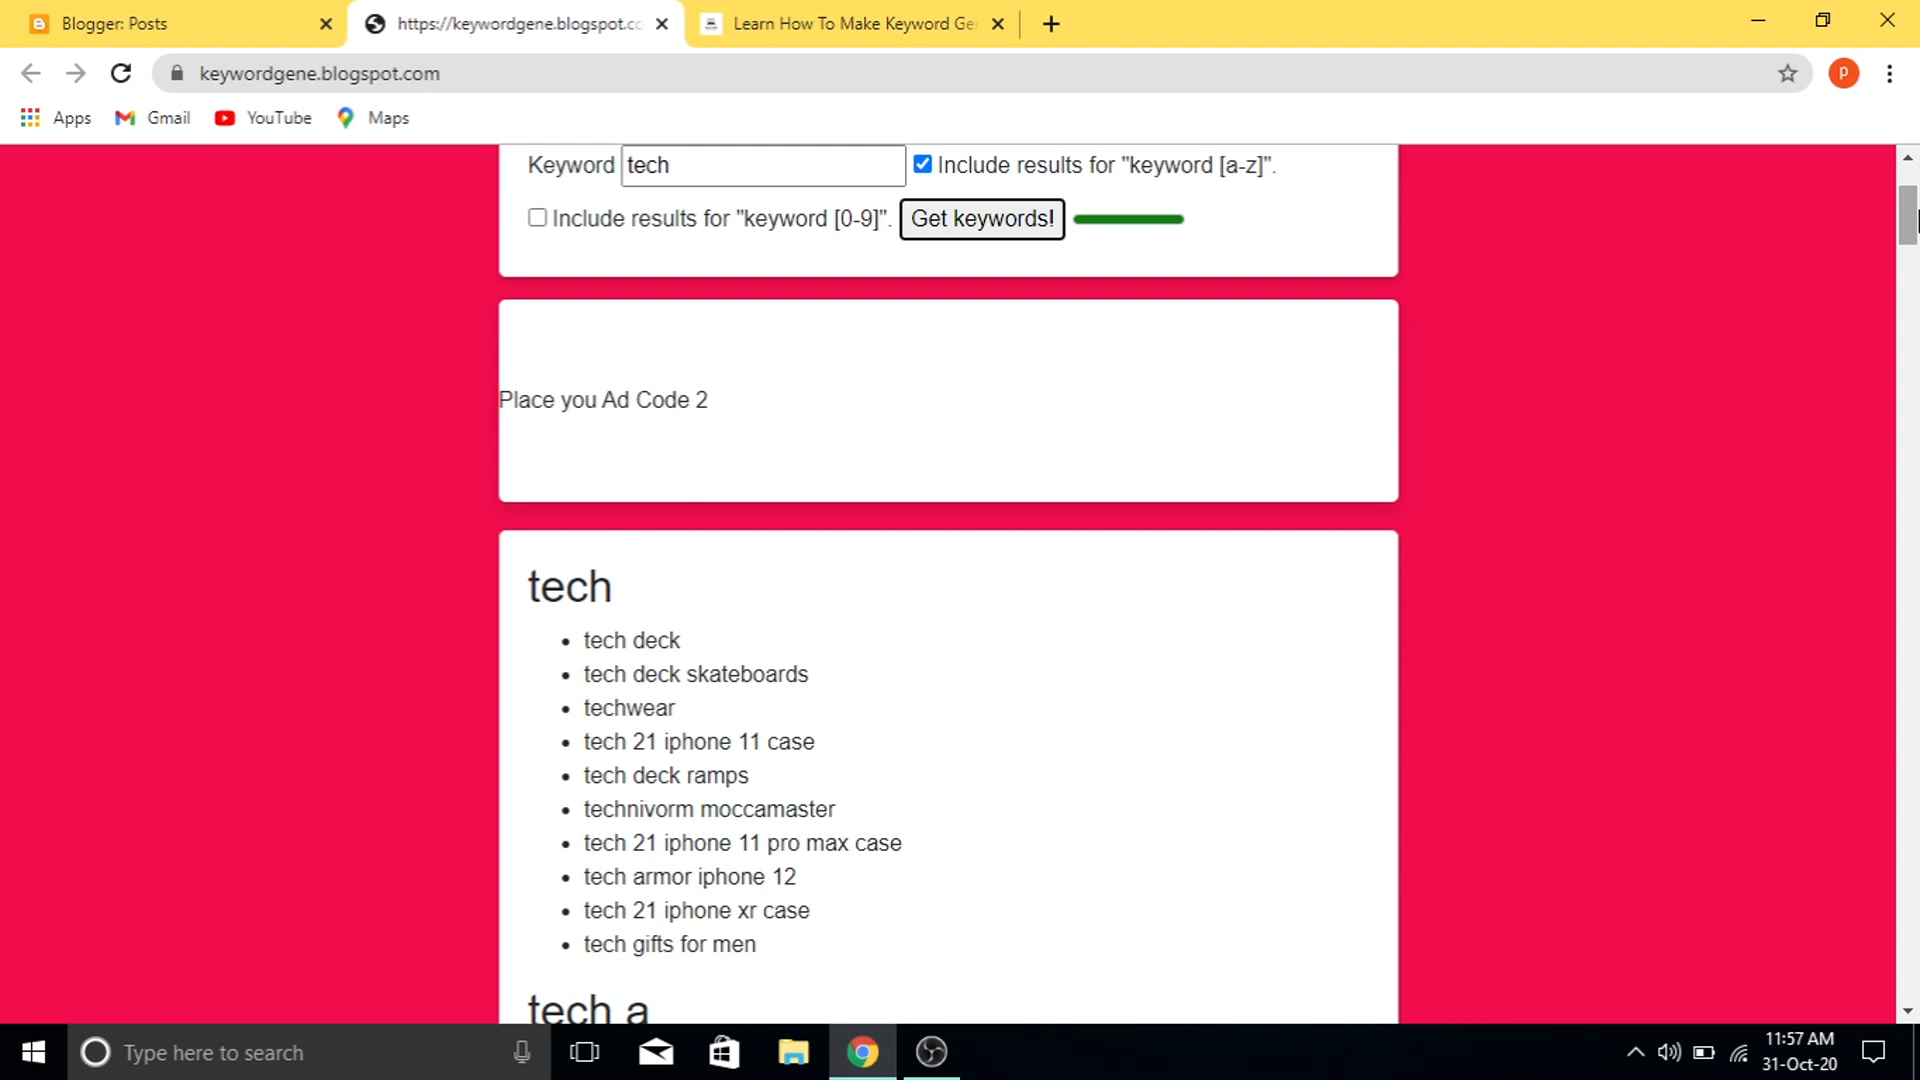 Blogger: Posts
https://keywordgene.blogspot.co
Learn How To Make Keyword Ge
keywordgene.blogspot.com
P
Apps
Gmail
YouTube
Maps
Keyword tech Include results for "keyword [a-z]".
Include results for "keyword [0-9]". Get keywords!
Place you Ad Code 2
tech
tech deck
tech deck skateboards
techwear
tech 21 iphone 11 case
tech deck ramps
technivorm moccamaster
tech 21 iphone 11 pro max case
tech armor iphone 12
tech 21 iphone xr case
tech gifts for men
tech a
Type here to search
11:57 AM
31-Oct-20